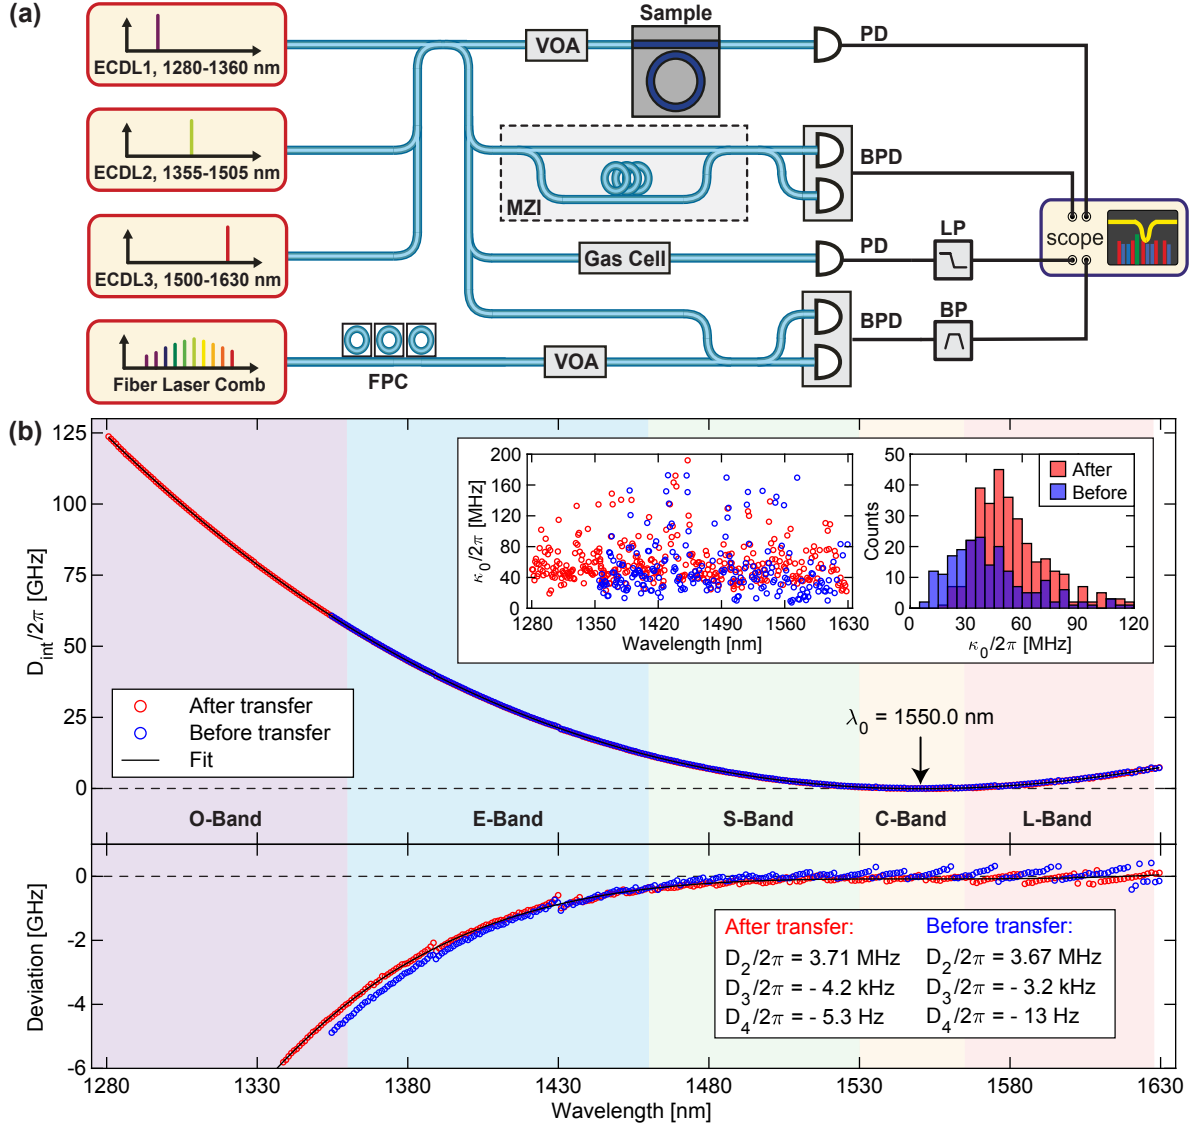 (a)
Sample
VOA
PD
ECDL1, 1280-1360 nm
ECDL2, 1355-1505 nm
MZI
BPD
ECDL3, 1500-1630 nm
Gas Cell
PD
LP
scope
Fiber Laser Comb
FPC
VOA
BPD
BP
(b)
D_int/2π [GHz]
125
100
75
50
25
0
After transfer
Before transfer
Fit
κ_0/2π [MHz]
200
160
120
80
40
0
1280 1350 1420 1490 1560 1630
Wavelength [nm]
Counts
50
40
30
20
10
0
0 30 60 90 120
κ_0/2π [MHz]
After
Before
λ_0 = 1550.0 nm
O-Band E-Band S-Band C-Band L-Band
Deviation [GHz]
0
-2
-4
-6
After transfer:
D_2/2π = 3.71 MHz
D_3/2π = - 4.2 kHz
D_4/2π = - 5.3 Hz
Before transfer:
D_2/2π = 3.67 MHz
D_3/2π = - 3.2 kHz
D_4/2π = - 13 Hz
1280 1330 1380 1430 1480 1530 1580 1630
Wavelength [nm]